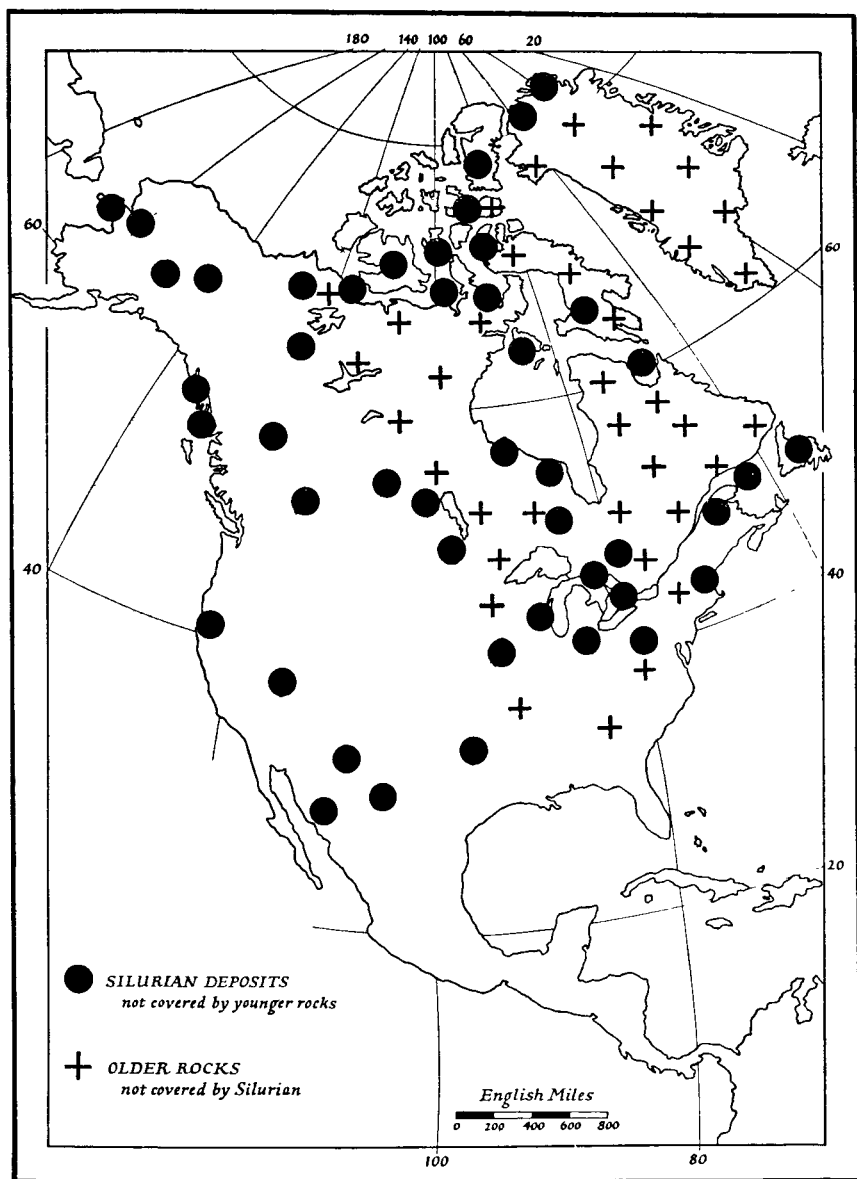 180 140 100 60 20
60
60
40
40
20
SILURIAN DEPOSITS
not covered by younger rocks
OLDER ROCKS
not covered by Silurian
English Miles
0 200 400 600 800
100 80